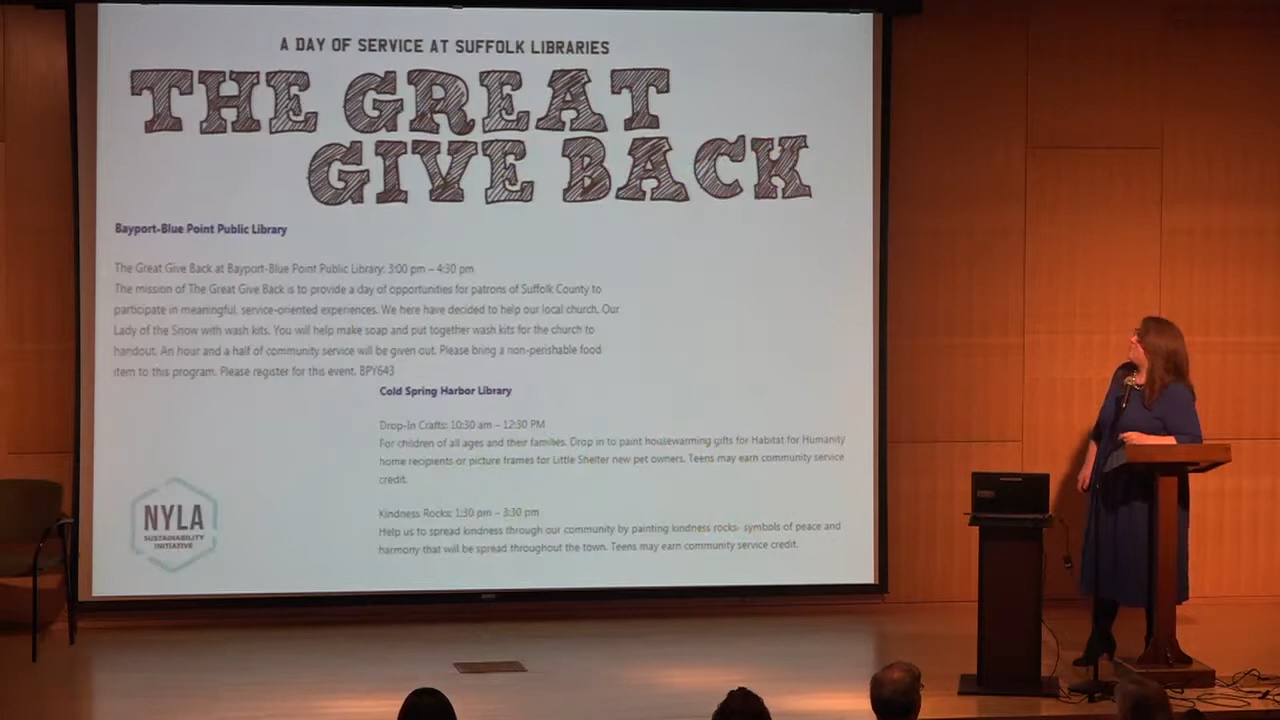 A DAY OF SERVICE AT SUFFOLK LIBRARIES
THE GREAT
GIVE BACK
Bayport-Blue Point Public Library
The Great Give Back at Bayport-Blue Point Public Library: 3:00 pm – 4:30 pm
The mission of The Great Give Back is to provide a day of opportunities for patrons of Suffolk County to
participate in meaningful, service-oriented experiences. We here have decided to help our local church, Our
Lady of the Snow with wash kits. You will help make soap and put together wash kits for the church to
handout. An hour and a half of community service will be given out. Please bring a non-perishable food
item to this program. Please register for this event. BPY643
Cold Spring Harbor Library
Drop-In Crafts: 10:30 am – 12:30 PM
For children of all ages and their families. Drop in to paint housewarming gifts for Habitat for Humanity
home recipients or picture frames for Little Shelter new pet owners. Teens may earn community service
credit.
Kindness Rocks: 1:30 pm – 3:30 pm
Help us to spread kindness through our community by painting kindness rocks- symbols of peace and
harmony that will be spread throughout the town. Teens may earn community service credit.
NYLA
SUSTAINABILITY
INITIATIVE